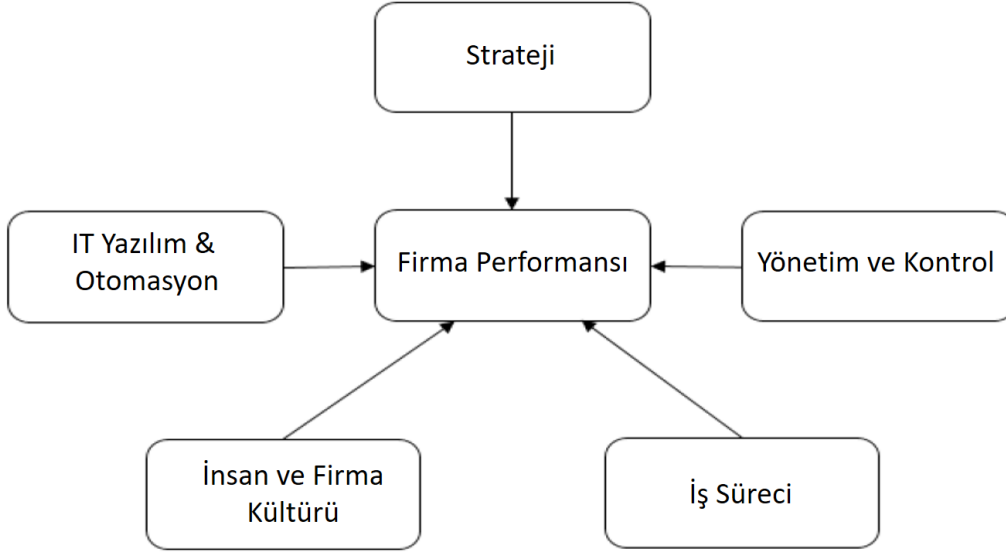 Strateji
IT Yazılım &
Otomasyon
Firma Performansı
Yönetim ve Kontrol
İnsan ve Firma
Kültürü
İş Süreci